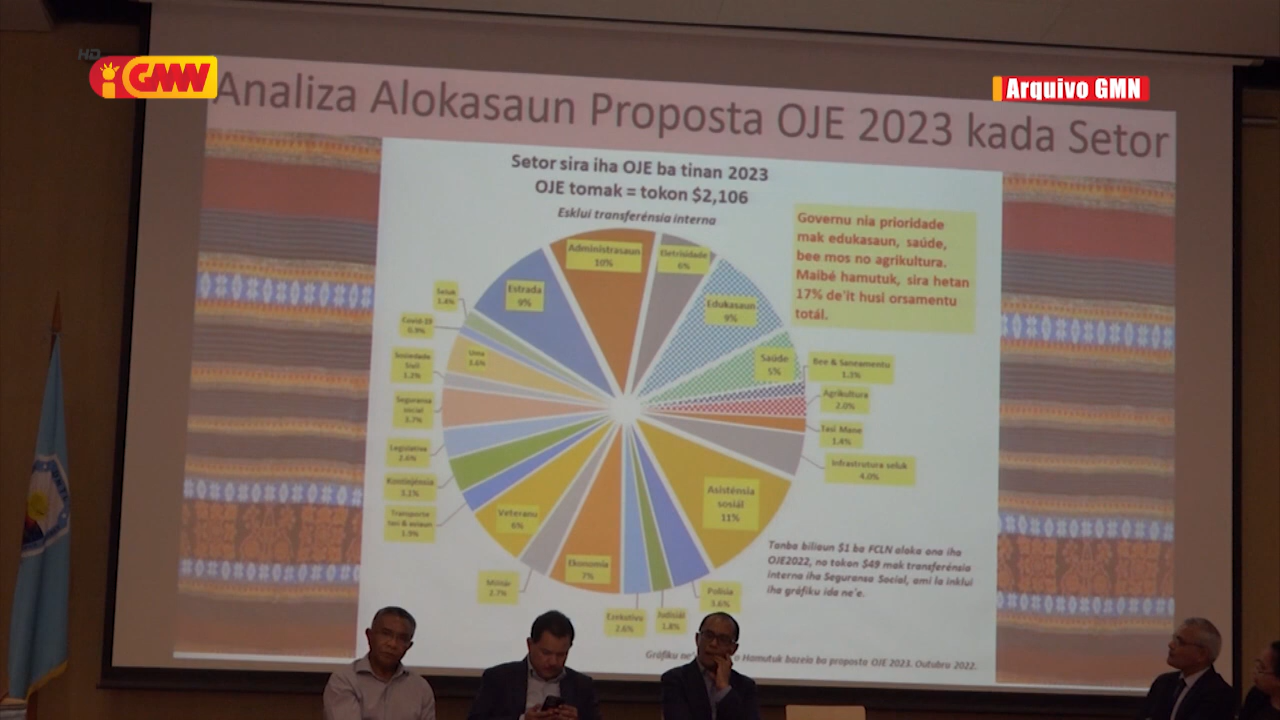 HD
GMN
Arquivo GMN
Analiza Alokasaun Proposta OJE 2023 kada Setor
Setor sira iha OJE ba tinan 2023
OJE tomak = tokon $2,106
Esklui transferénsia interna
Governu nia prioridade
mak edukasaun, saúde,
bee mos no agrikultura.
Maibé hamutuk, sira hetan
17% de'it husi orsamentu
totál.
Administrasaun
10%
Eletrisidade
6%
Edukasaun
9%
Saúde
5%
Bee & Saneamentu
1.3%
Agrikultura
2.0%
Tasi Mane
1.4%
Infrastrutura seluk
4.0%
Asisténsia
sosiál
11%
Polísia
3.6%
Judisiál
1.8%
Ezekutivu
2.6%
Ekonomia
7%
Militár
2.7%
Veteranu
6%
Transporte
tasi & aviaun
1.9%
Kontinjénsia
3.1%
Legislativa
2.6%
Seguransa
sosial
3.7%
Sosiedade
Sivil
1.2%
Uma
3.6%
Covid-19
0.9%
Seluk
1.4%
Estrada
9%
Tanba biliaun $1 ba FCLN aloka ona iha
OJE2022, no tokon $49 mak transferénsia
interna iha Seguransa Social, ami la inklui
iha gráfiku ida ne'e.
Gráfiku ne' o Hamutuk bazeia ba proposta OJE 2023. Outubru 2022.